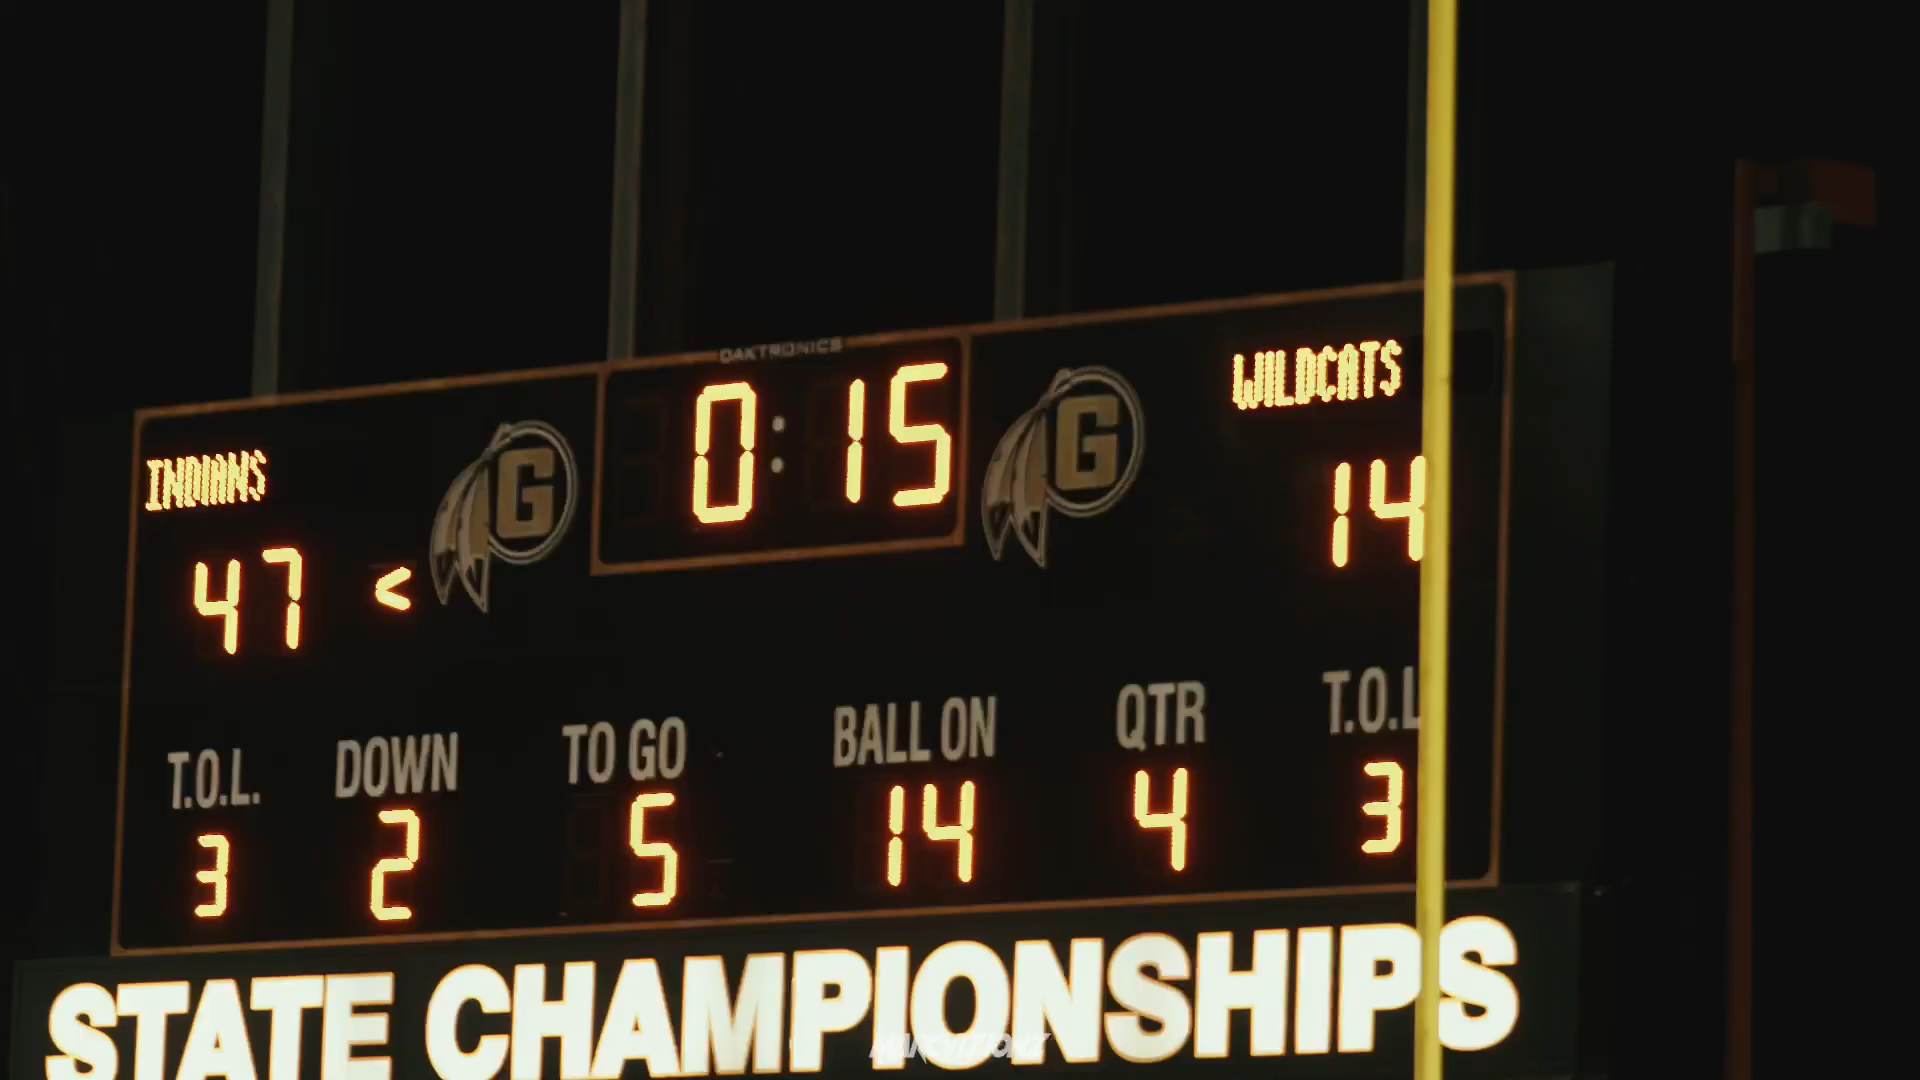 DAKTRONICS
INDIANS
G
0:15
G
WILDCATS
47 <
14
T.O.L. DOWN TO GO BALL ON QTR T.O.L
3 2 5 14 4 3
STATE CHAMPIONSHIPS